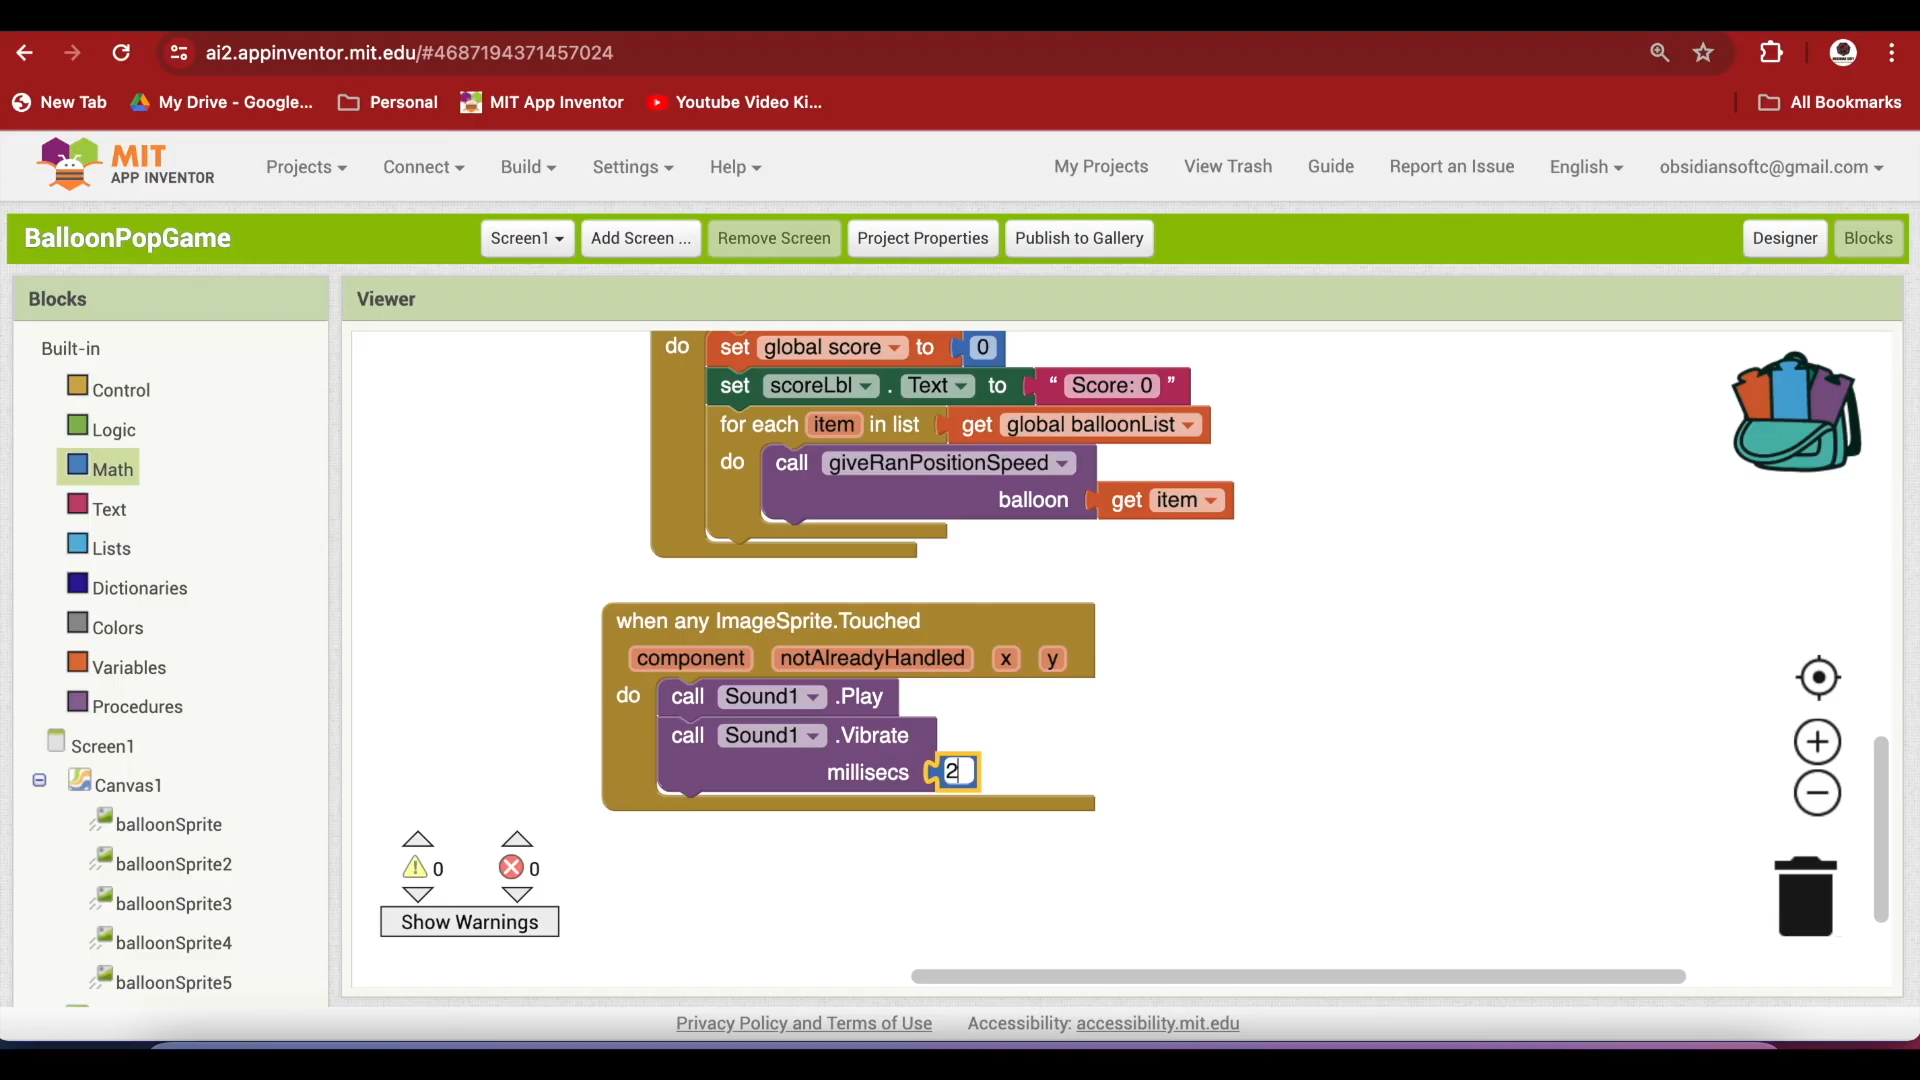 ai2.appinventor.mit.edu/#4687194371457024
New Tab My Drive - Google... Personal MIT App Inventor Youtube Video Ki... All Bookmarks
MIT
APP INVENTOR
Projects Connect Build Settings Help My Projects View Trash Guide Report an Issue English obsidiansoftc@gmail.com
BalloonPopGame Screen1 Add Screen ... Remove Screen Project Properties Publish to Gallery Designer Blocks
Blocks
Built-in
Control
Logic
Math
Text
Lists
Dictionaries
Colors
Variables
Procedures
Screen1
Canvas1
balloonSprite
balloonSprite2
balloonSprite3
balloonSprite4
balloonSprite5
Viewer
do set global score to 0
set scoreLbl . Text to “ Score: 0 ”
for each item in list get global balloonList
do call giveRanPositionSpeed
balloon get item
when any ImageSprite.Touched
component notAlreadyHandled x y
do call Sound1 .Play
call Sound1 .Vibrate
millisecs 2
0 0
Show Warnings
Privacy Policy and Terms of Use Accessibility: accessibility.mit.edu